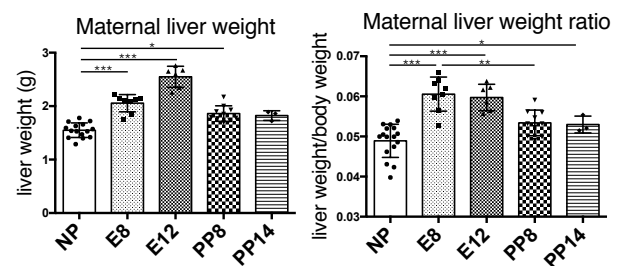 Maternal liver weight
*
***
***
liver weight (g)
3
2
1
0
NP
E8
E12
PP8
PP14
Maternal liver weight ratio
*
***
***
**
liver weight/body weight
0.07
0.06
0.05
0.04
0.03
NP
E8
E12
PP8
PP14